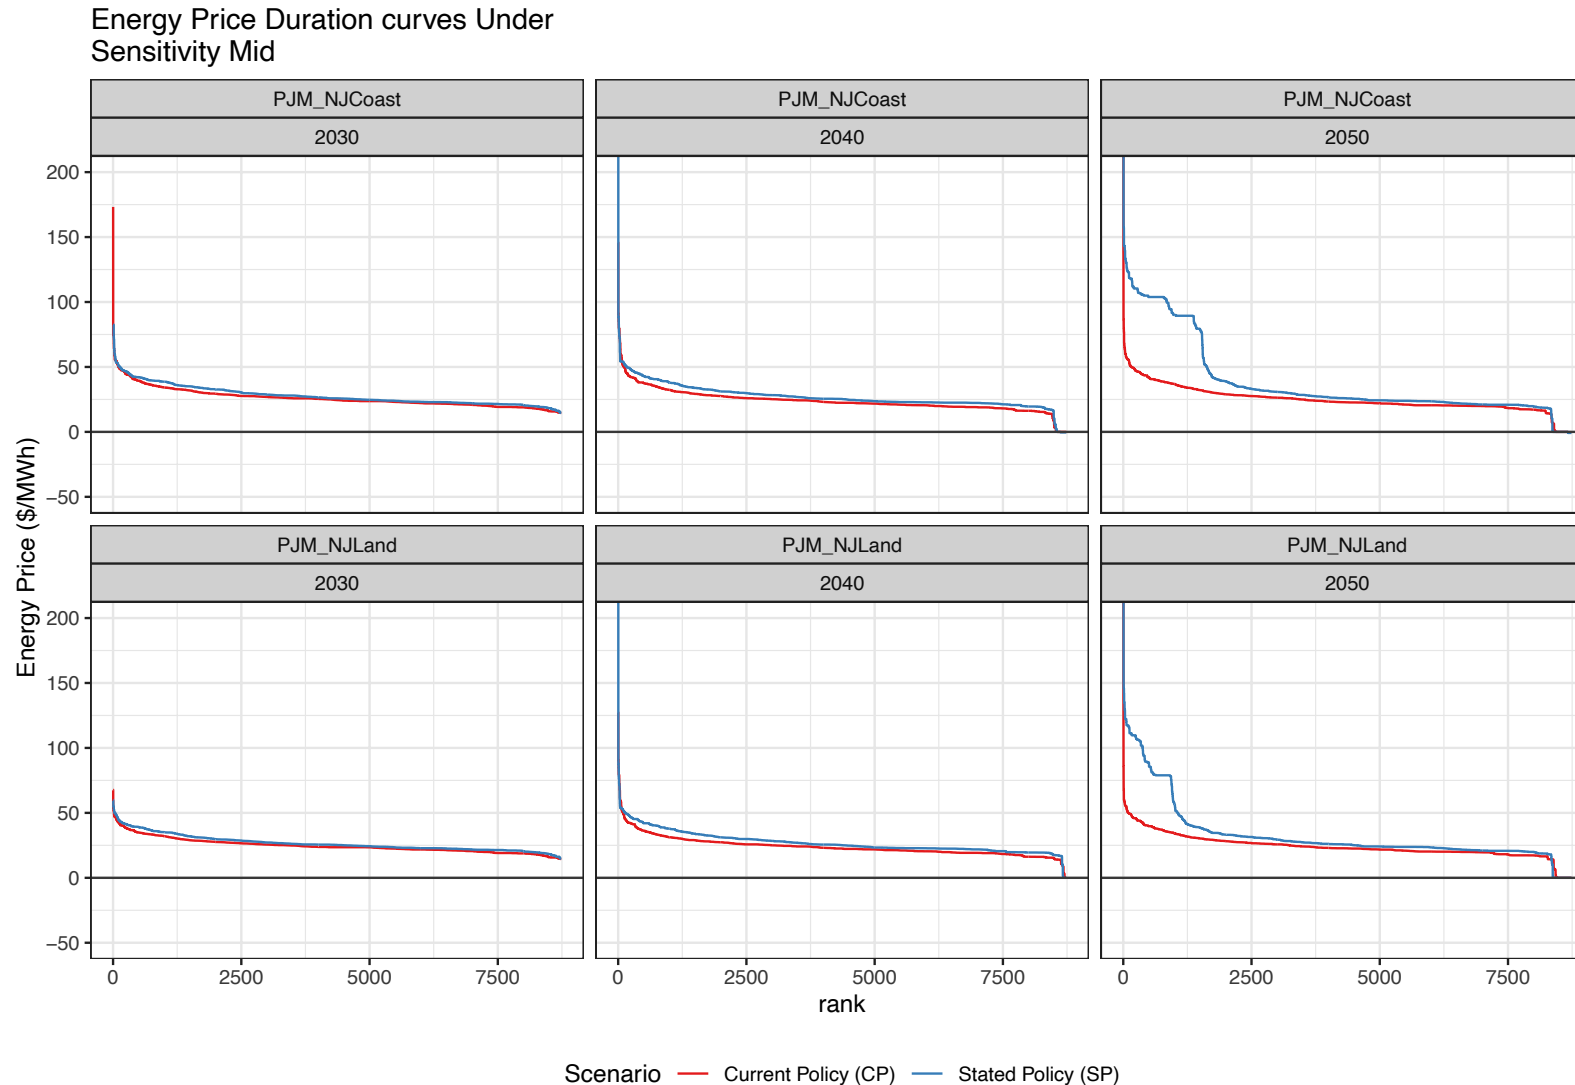 Energy Price Duration curves Under
Sensitivity Mid
PJM_NJCoast
PJM_NJCoast
PJM_NJCoast
2030
2040
2050
200
150
100
50
0
−50
PJM_NJLand
PJM_NJLand
PJM_NJLand
2030
2040
2050
200
150
100
50
0
−50
Energy Price ($/MWh)
0 2500 5000 7500
0 2500 5000 7500
0 2500 5000 7500
rank
Scenario Current Policy (CP) Stated Policy (SP)